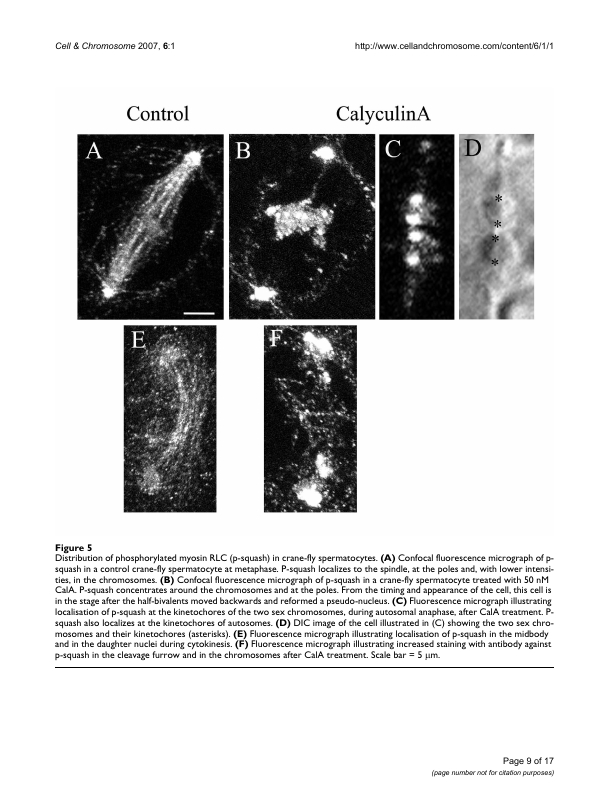 Cell & Chromosome 2007, 6:1
http://www.cellandchromosome.com/content/6/1/1
Control
CalyculinA
A
B
C
D
*
*
*
*
E
F
Figure 5
Distribution of phosphorylated myosin RLC (p-squash) in crane-fly spermatocytes. (A) Confocal fluorescence micrograph of p-
squash in a control crane-fly spermatocyte at metaphase. P-squash localizes to the spindle, at the poles and, with lower intensi-
ties, in the chromosomes. (B) Confocal fluorescence micrograph of p-squash in a crane-fly spermatocyte treated with 50 nM
CalA. P-squash concentrates around the chromosomes and at the poles. From the timing and appearance of the cell, this cell is
in the stage after the half-bivalents moved backwards and reformed a pseudo-nucleus. (C) Fluorescence micrograph illustrating
localisation of p-squash at the kinetochores of the two sex chromosomes, during autosomal anaphase, after CalA treatment. P-
squash also localizes at the kinetochores of autosomes. (D) DIC image of the cell illustrated in (C) showing the two sex chro-
mosomes and their kinetochores (asterisks). (E) Fluorescence micrograph illustrating localisation of p-squash in the midbody
and in the daughter nuclei during cytokinesis. (F) Fluorescence micrograph illustrating increased staining with antibody against
p-squash in the cleavage furrow and in the chromosomes after CalA treatment. Scale bar = 5 μm.
Page 9 of 17
(page number not for citation purposes)